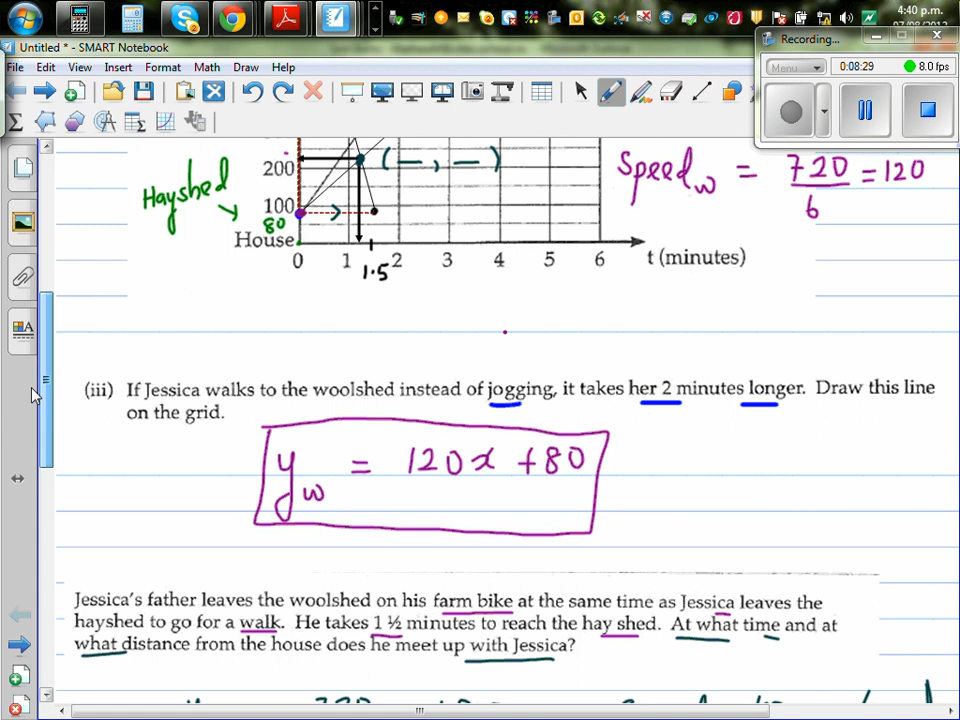 4:40 p.m.
Untitled * - SMART Notebook
Recording...
File Edit View Insert Format Math Draw Help
Menu
0:08:29
8.0 fps
200
( — , — )
Speed w = 720 / 6 = 120
Hayshed
100
80
House
0 1 2 3 4 5 6 t (minutes)
1.5
(iii) If Jessica walks to the woolshed instead of jogging, it takes her 2 minutes longer. Draw this line
on the grid.
y w = 120x + 80
Jessica's father leaves the woolshed on his farm bike at the same time as Jessica leaves the
hayshed to go for a walk. He takes 1 ½ minutes to reach the hay shed. At what time and at
what distance from the house does he meet up with Jessica?